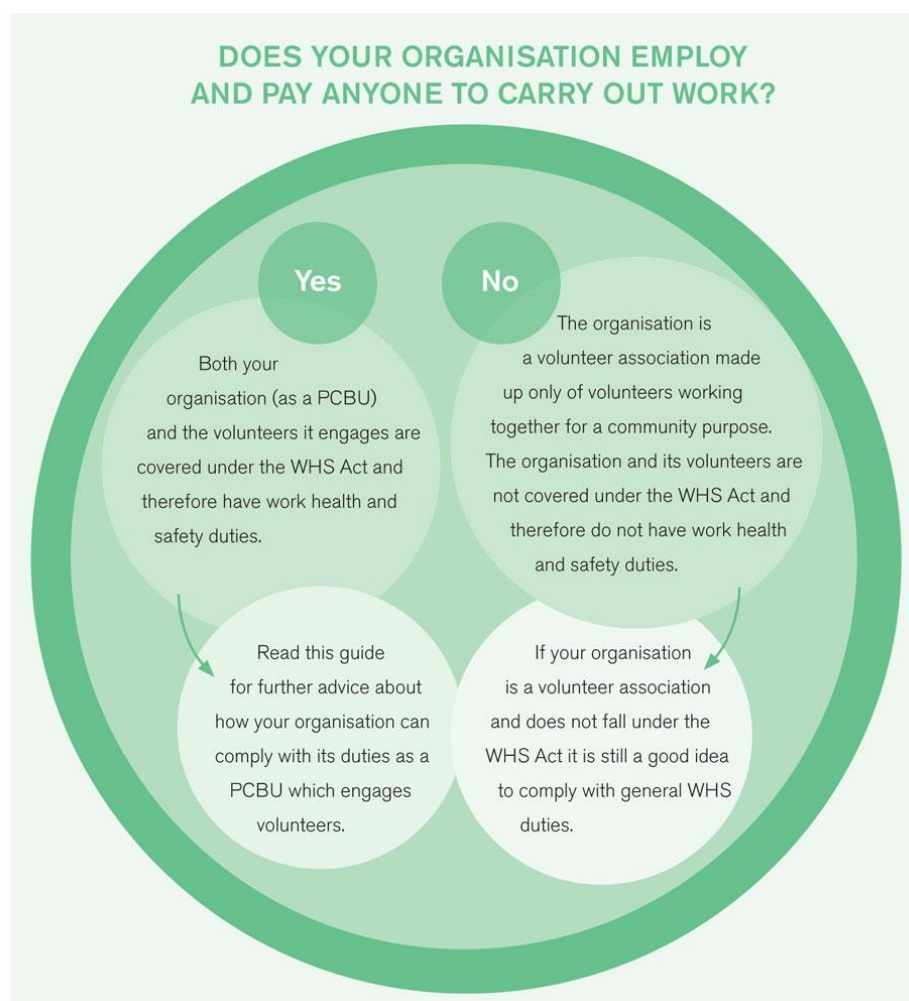 DOES YOUR ORGANISATION EMPLOY
AND PAY ANYONE TO CARRY OUT WORK?
Yes
Both your
organisation (as a PCBU)
and the volunteers it engages are
covered under the WHS Act and
therefore have work health and
safety duties.
Read this guide
for further advice about
how your organisation can
comply with its duties as a
PCBU which engages
volunteers.
No
The organisation is
a volunteer association made
up only of volunteers working
together for a community purpose.
The organisation and its volunteers are
not covered under the WHS Act and
therefore do not have work health
and safety duties.
If your organisation
is a volunteer association
and does not fall under the
WHS Act it is still a good idea
to comply with general WHS
duties.